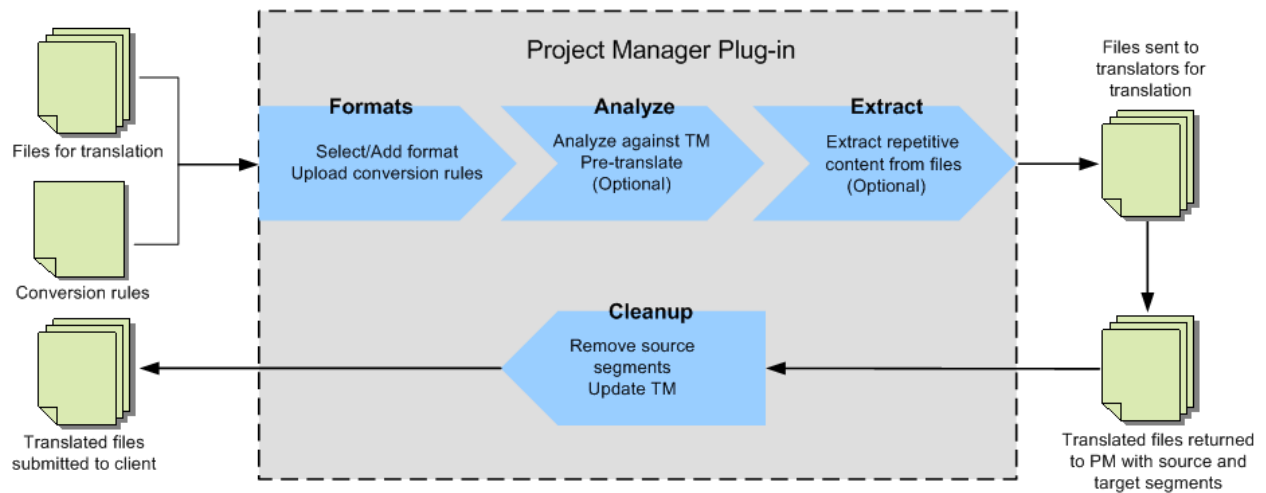 Project Manager Plug-in
Files for translation
Conversion rules
Formats
Select/Add format
Upload conversion rules
Analyze
Analyze against TM
Pre-translate
(Optional)
Extract
Extract repetitive
content from files
(Optional)
Files sent to
translators for
translation
Translated files returned
to PM with source and
target segments
Cleanup
Remove source
segments
Update TM
Translated files
submitted to client